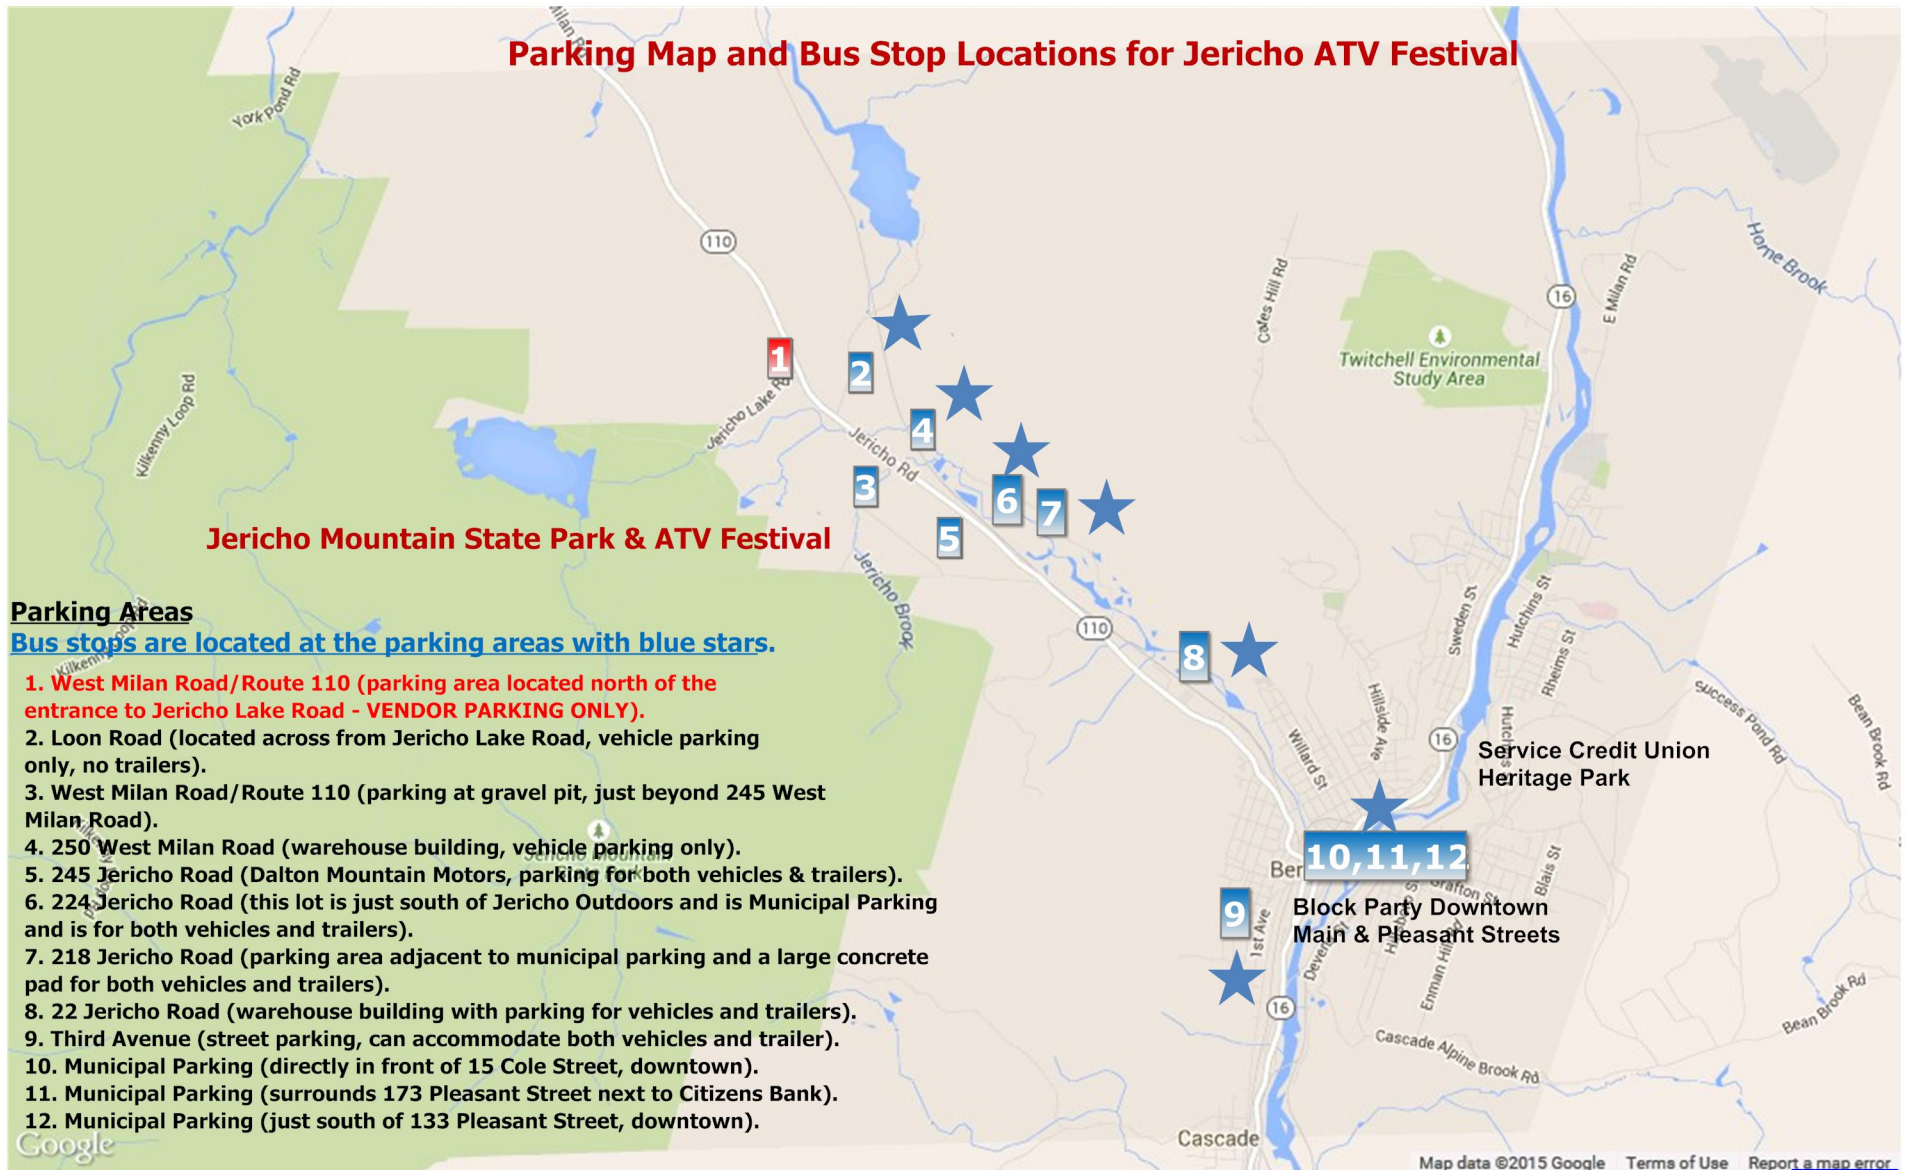 Parking Map and Bus Stop Locations for Jericho ATV Festival
Milan Rd
York Pond Rd
110
Cates Hill Rd
16
E Milan Rd
Horne Brook
Twitchell Environmental
Study Area
1
2
Jericho Lake Rd
4
Jericho Rd
3
6
7
5
Kilkenny Loop Rd
Jericho Mountain State Park & ATV Festival
Jericho Brook
Parking Areas
Bus stops are located at the parking areas with blue stars.
1. West Milan Road/Route 110 (parking area located north of the
entrance to Jericho Lake Road - VENDOR PARKING ONLY).
2. Loon Road (located across from Jericho Lake Road, vehicle parking
only, no trailers).
3. West Milan Road/Route 110 (parking at gravel pit, just beyond 245 West
Milan Road).
4. 250 West Milan Road (warehouse building, vehicle parking only).
5. 245 Jericho Road (Dalton Mountain Motors, parking for both vehicles & trailers).
6. 224 Jericho Road (this lot is just south of Jericho Outdoors and is Municipal Parking
and is for both vehicles and trailers).
7. 218 Jericho Road (parking area adjacent to municipal parking and a large concrete
pad for both vehicles and trailers).
8. 22 Jericho Road (warehouse building with parking for vehicles and trailers).
9. Third Avenue (street parking, can accommodate both vehicles and trailer).
10. Municipal Parking (directly in front of 15 Cole Street, downtown).
11. Municipal Parking (surrounds 173 Pleasant Street next to Citizens Bank).
12. Municipal Parking (just south of 133 Pleasant Street, downtown).
Jericho Mountain
110
8
Sweden St
Hutchins St
Rheims St
Hutchins St
Success Pond Rd
Bean Brook Rd
Hillside Ave
Willard St
16
Service Credit Union
Heritage Park
10,11,12
Ber
Grafton St
Blais St
9
1st Ave
Block Party Downtown
Main & Pleasant Streets
Devens St
Enman Hill Rd
16
Bean Brook Rd
Cascade Alpine Brook Rd
Cascade
Google
Map data ©2015 Google
Terms of Use
Report a map error